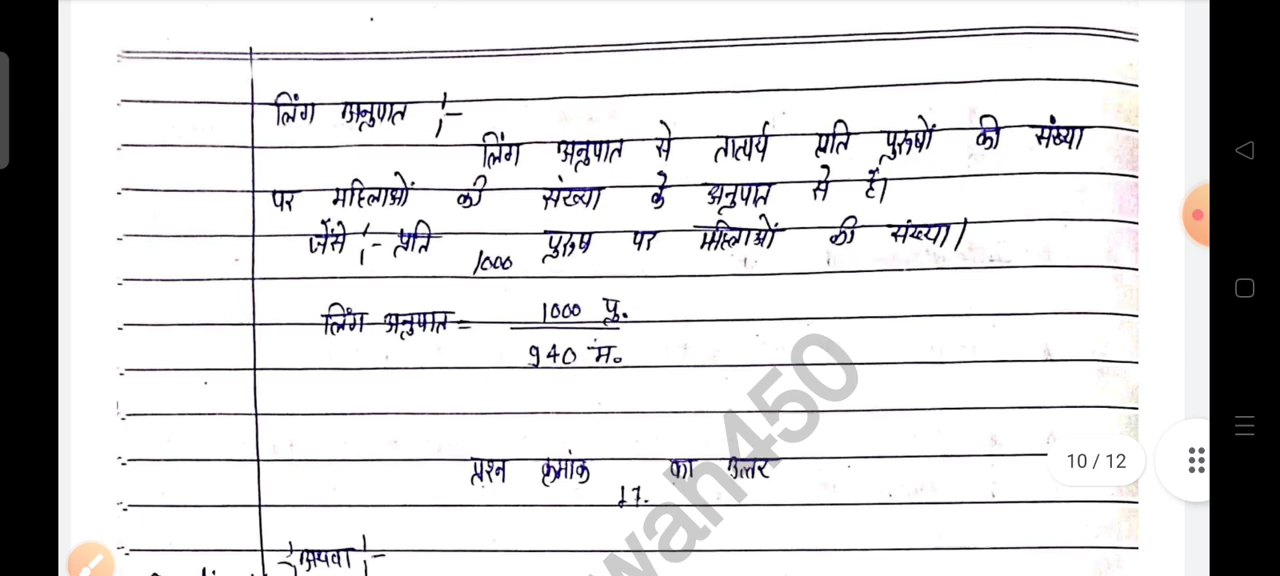 लिंग अनुपात :-
लिंग अनुपात से तात्पर्य प्रति पुरुषों की संख्या
पर महिलाओं की संख्या के अनुपात से है।
जैंसे :- प्रति 1000 पुरुष पर महिलाओं की संख्या।
लिंग अनुपात = 1000 पु.
940 म.
प्रश्न क्रमांक 17. का उत्तर
10 / 12
अथवा :-
wah450